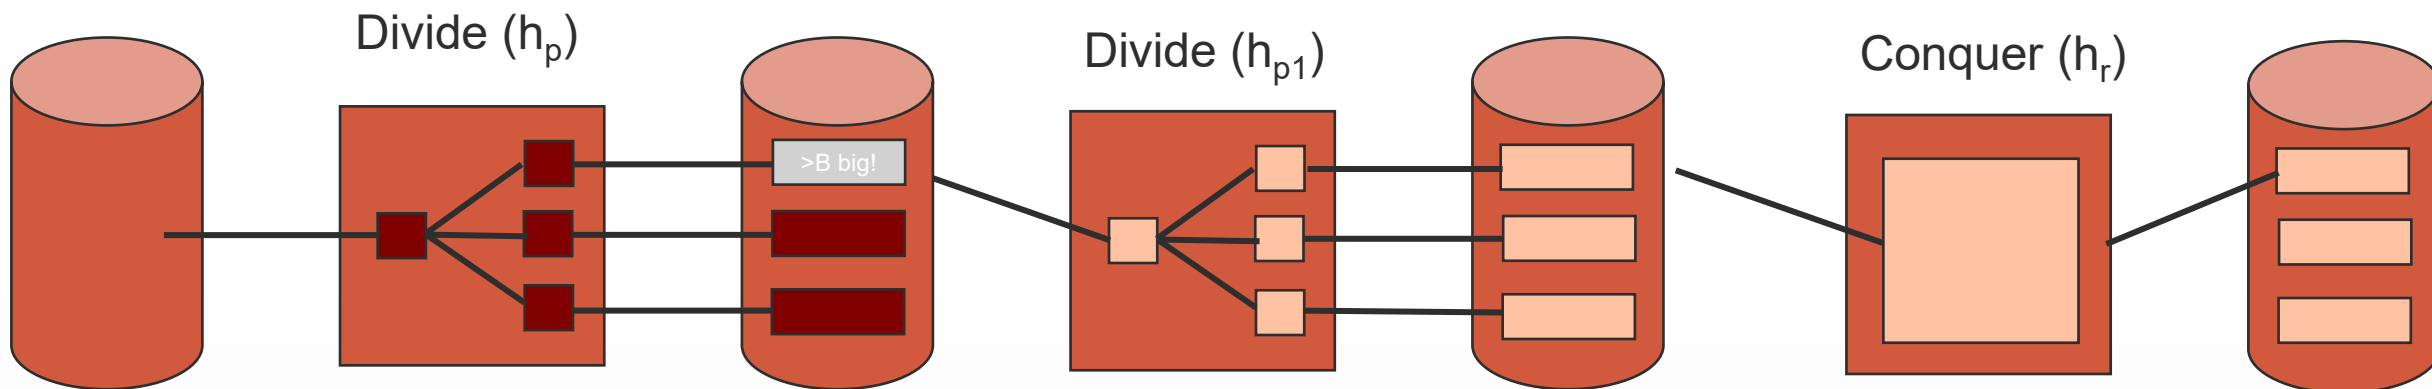 Divide (hp)
>B big!
Divide (hp1)
Conquer (hr)